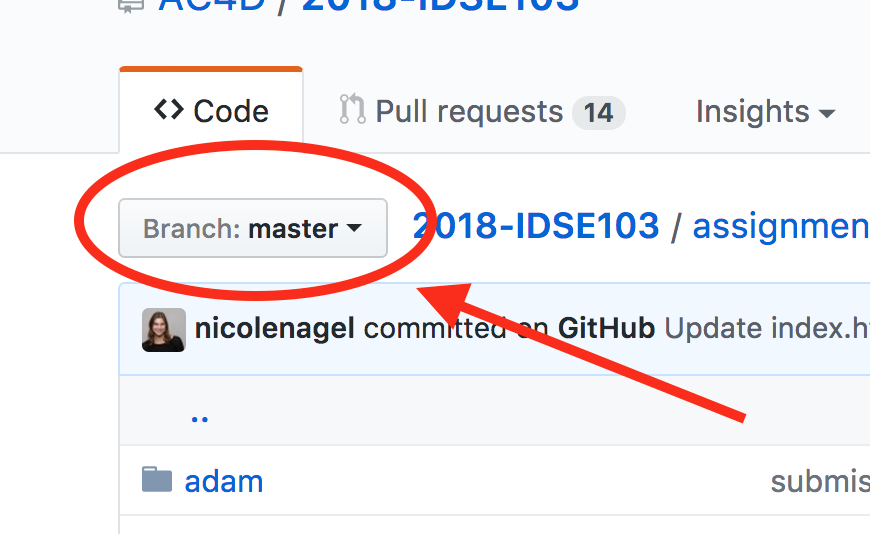 AC4D / 2018-IDSE103
<> Code Pull requests 14 Insights
Branch: master 2018-IDSE103 / assignmen
nicolenagel committed on GitHub Update index.h
..
adam submis